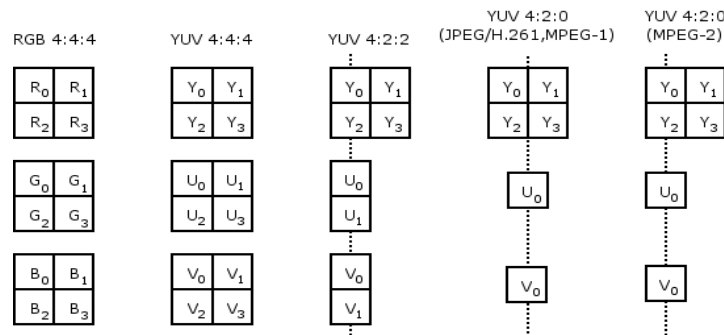 RGB 4:4:4 YUV 4:4:4 YUV 4:2:2 YUV 4:2:0 YUV 4:2:0
(JPEG/H.261,MPEG-1) (MPEG-2)
R0 R1 Y0 Y1 Y0 Y1 Y0 Y1 Y0 Y1
R2 R3 Y2 Y3 Y2 Y3 Y2 Y3 Y2 Y3
G0 G1 U0 U1 U0 U0 U0
G2 G3 U2 U3 U1
B0 B1 V0 V1 V0 V0 V0
B2 B3 V2 V3 V1